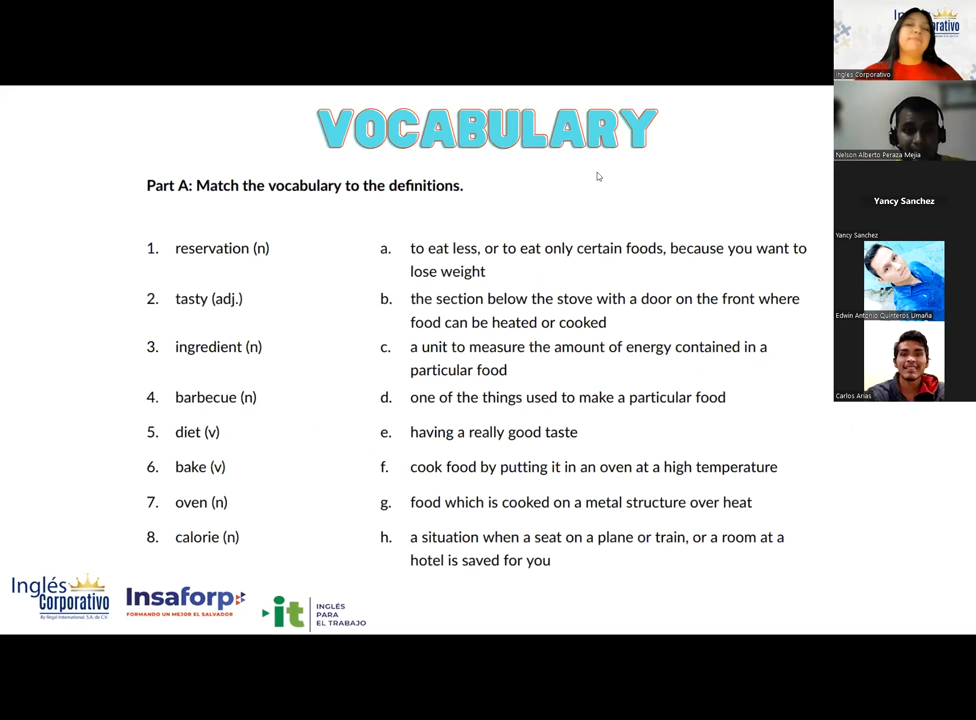 VOCABULARY
Part A: Match the vocabulary to the definitions.
1. reservation (n)
a. to eat less, or to eat only certain foods, because you want to
lose weight
2. tasty (adj.)
b. the section below the stove with a door on the front where
food can be heated or cooked
3. ingredient (n)
c. a unit to measure the amount of energy contained in a
particular food
4. barbecue (n)
d. one of the things used to make a particular food
5. diet (v)
e. having a really good taste
6. bake (v)
f. cook food by putting it in an oven at a high temperature
7. oven (n)
g. food which is cooked on a metal structure over heat
8. calorie (n)
h. a situation when a seat on a plane or train, or a room at a
hotel is saved for you
Inglés
Corporativo
By Regal International, S.A. de C.V.
Insaforp
FORMANDO UN MEJOR EL SALVADOR
it
INGLÉS
PARA
EL TRABAJO
Ingles Corporativo
Nelson Alberto Peraza Mejia
Yancy Sanchez
Yancy Sanchez
Edwin Antonio Quinteros Umaña
Carlos Arias